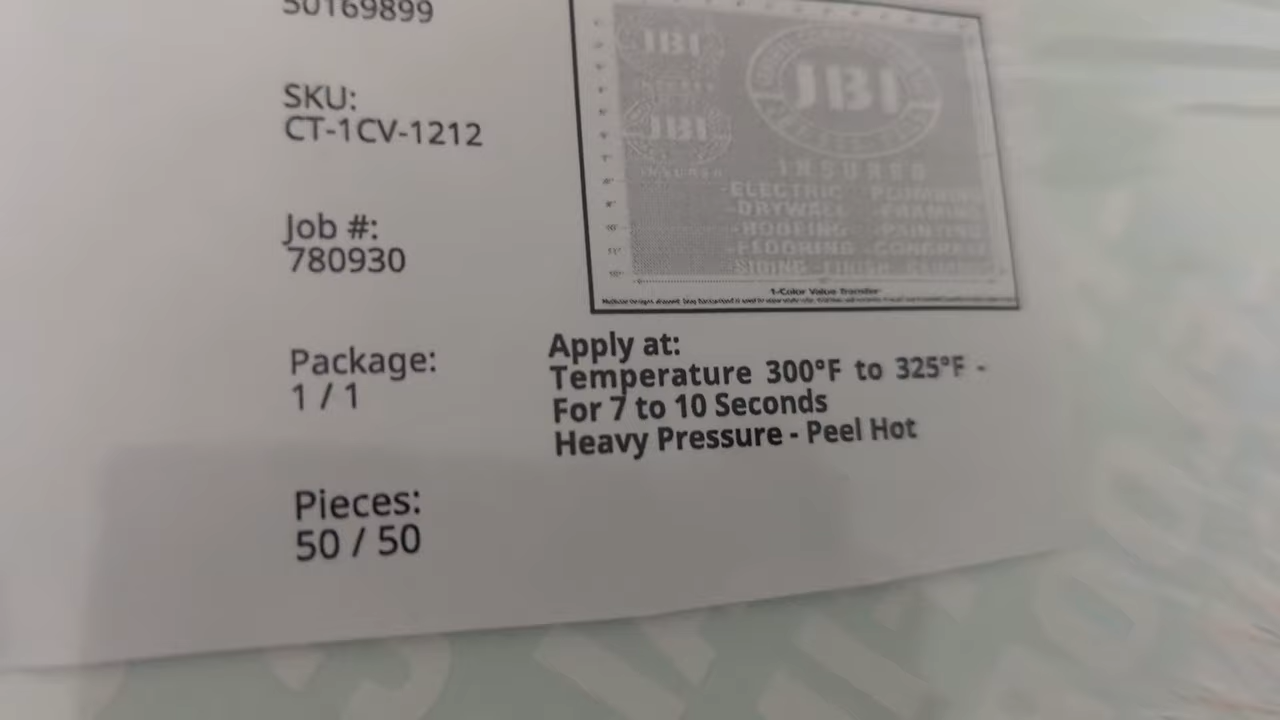 50169899
SKU:
CT-1CV-1212
Job #:
780930
Package:
1 / 1
Pieces:
50 / 50
JBI
JBI
JBI
INSURED
INSURED
-ELECTRIC
-DRYWALL
-ROOFING -PAINTING
-FLOORING -CONCRETE
-SIDING
1-Color Value Transfer
Apply at:
Temperature 300°F to 325°F -
For 7 to 10 Seconds
Heavy Pressure - Peel Hot